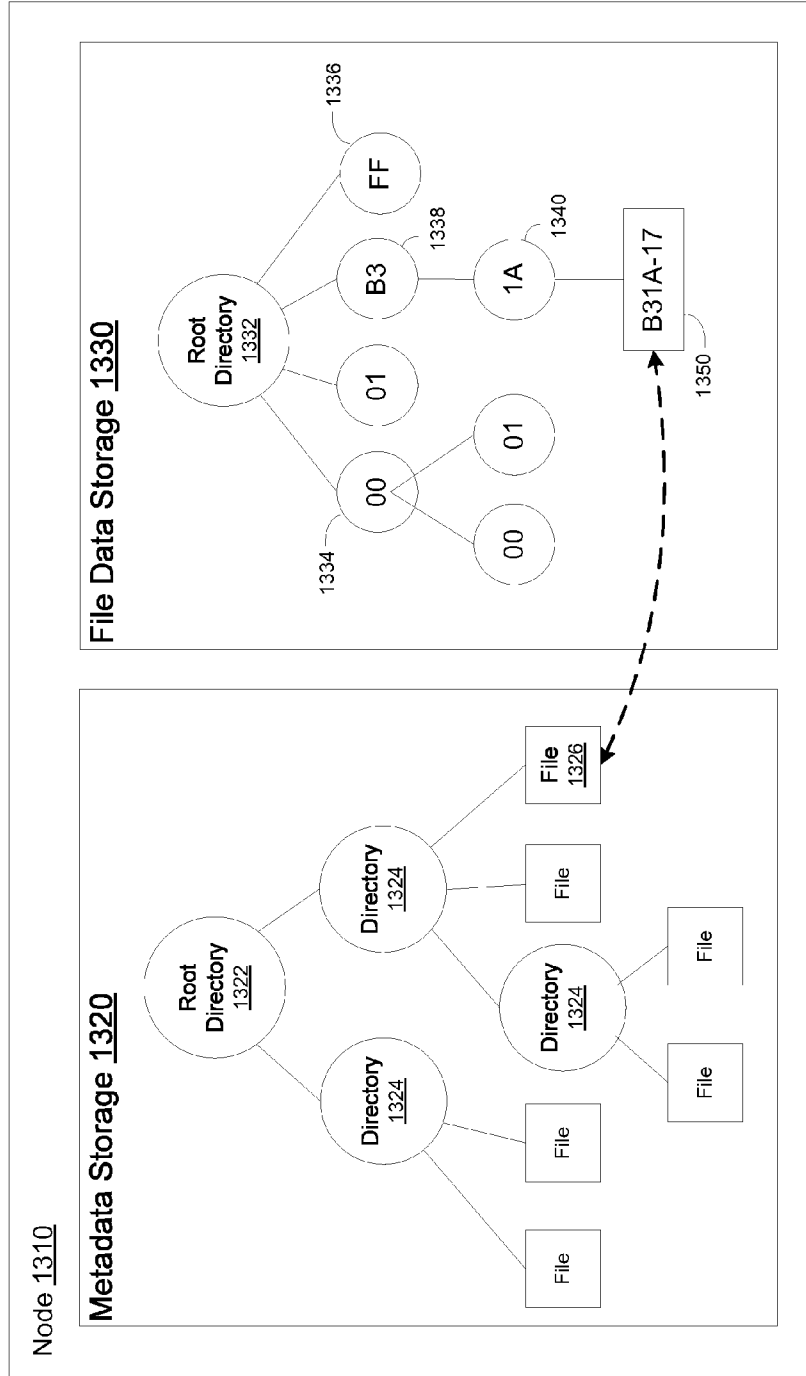 Node 1310
Metadata Storage 1320
Root
Directory
1322
Directory
1324
Directory
1324
File
File
Directory
1324
File
File
1326
File
File
File Data Storage 1330
Root
Directory
1332
1334
00
01
B3
1338
FF
1336
00
01
1A
1340
B31A-17
1350